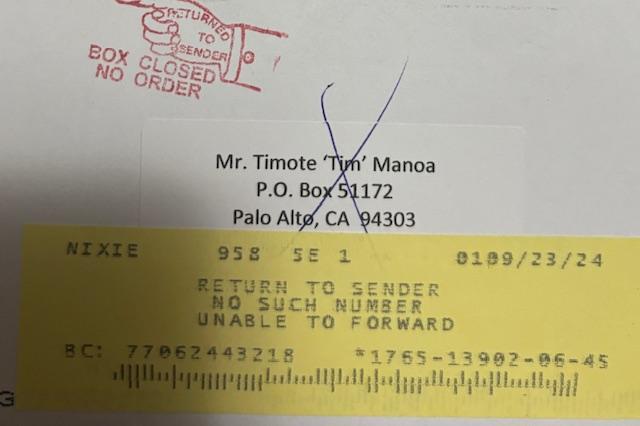 RETURNED
TO
SENDER
BOX CLOSED
NO ORDER
Mr. Timote ‘Tim’ Manoa
P.O. Box 51172
Palo Alto, CA 94303
NIXIE 958 SE 1 0109/23/24
RETURN TO SENDER
NO SUCH NUMBER
UNABLE TO FORWARD
BC: 77062443218 *1765-13902-06-45
G